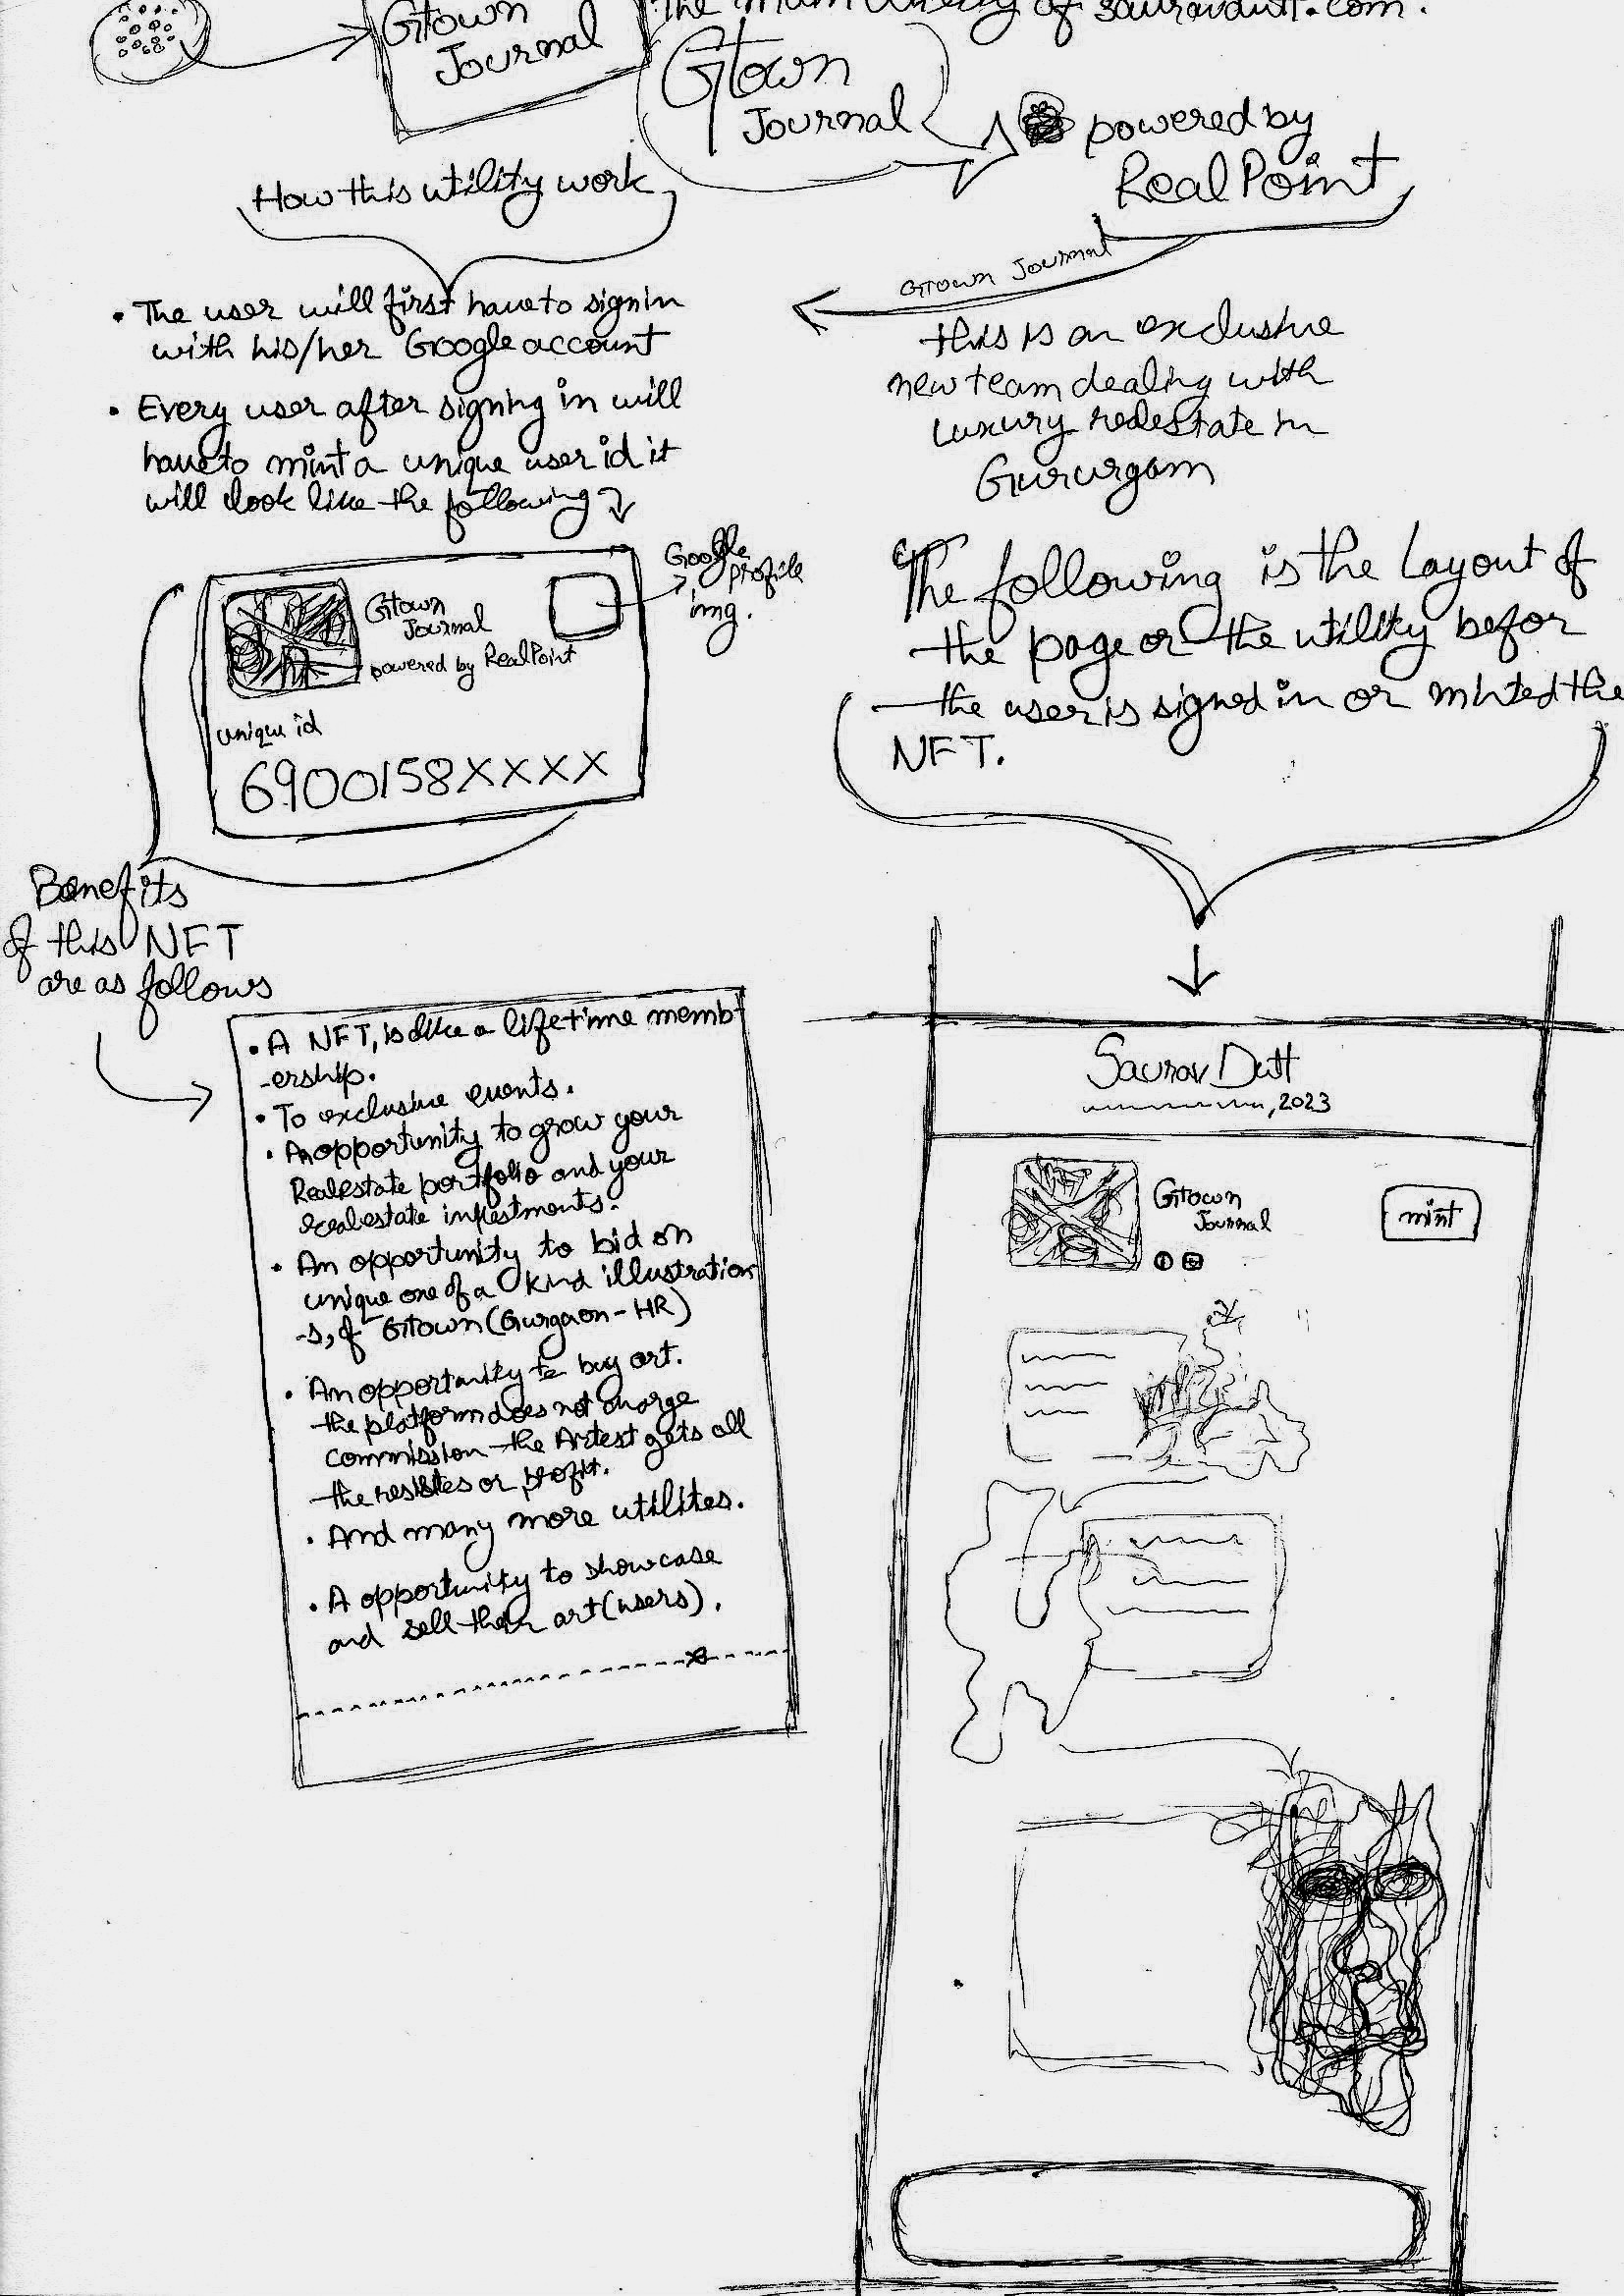 Gtown
Journal
The main utility of sauravdutt.com.
Gtown
Journal
powered by
RealPoint
How this utility work
Gtown Journal
• The user will first have to signin
with his/her Google account
• Every user after signing in will
have to mint a unique user id it
will look like the following
this is an exclusive
new team dealing with
Luxury realestate in
Gururgam
Gtown
Journal
powered by RealPoint
Google
profile
img.
unique id
6900158XXXX
The following is the Layout of
the page or the utility befor
the user is signed in or minted the
NFT.
Benefits
of this NFT
are as follows
• A NFT, is like a lifetime memb
-ership.
• To exclusive events.
• An opportunity to grow your
Realestate portfolio and your
realestate investments.
• An opportunity to bid on
unique one of a kind illustration
-s, of Gtown (Gurgaon-HR)
• An opportunity to buy art.
the platform does not charge
commission the Artest gets all
the or profit.
• And many more utilites.
• A opportunity to showcase
and sell their art (users).
Saurav Dutt
,2023
Gtown
Journal
mint